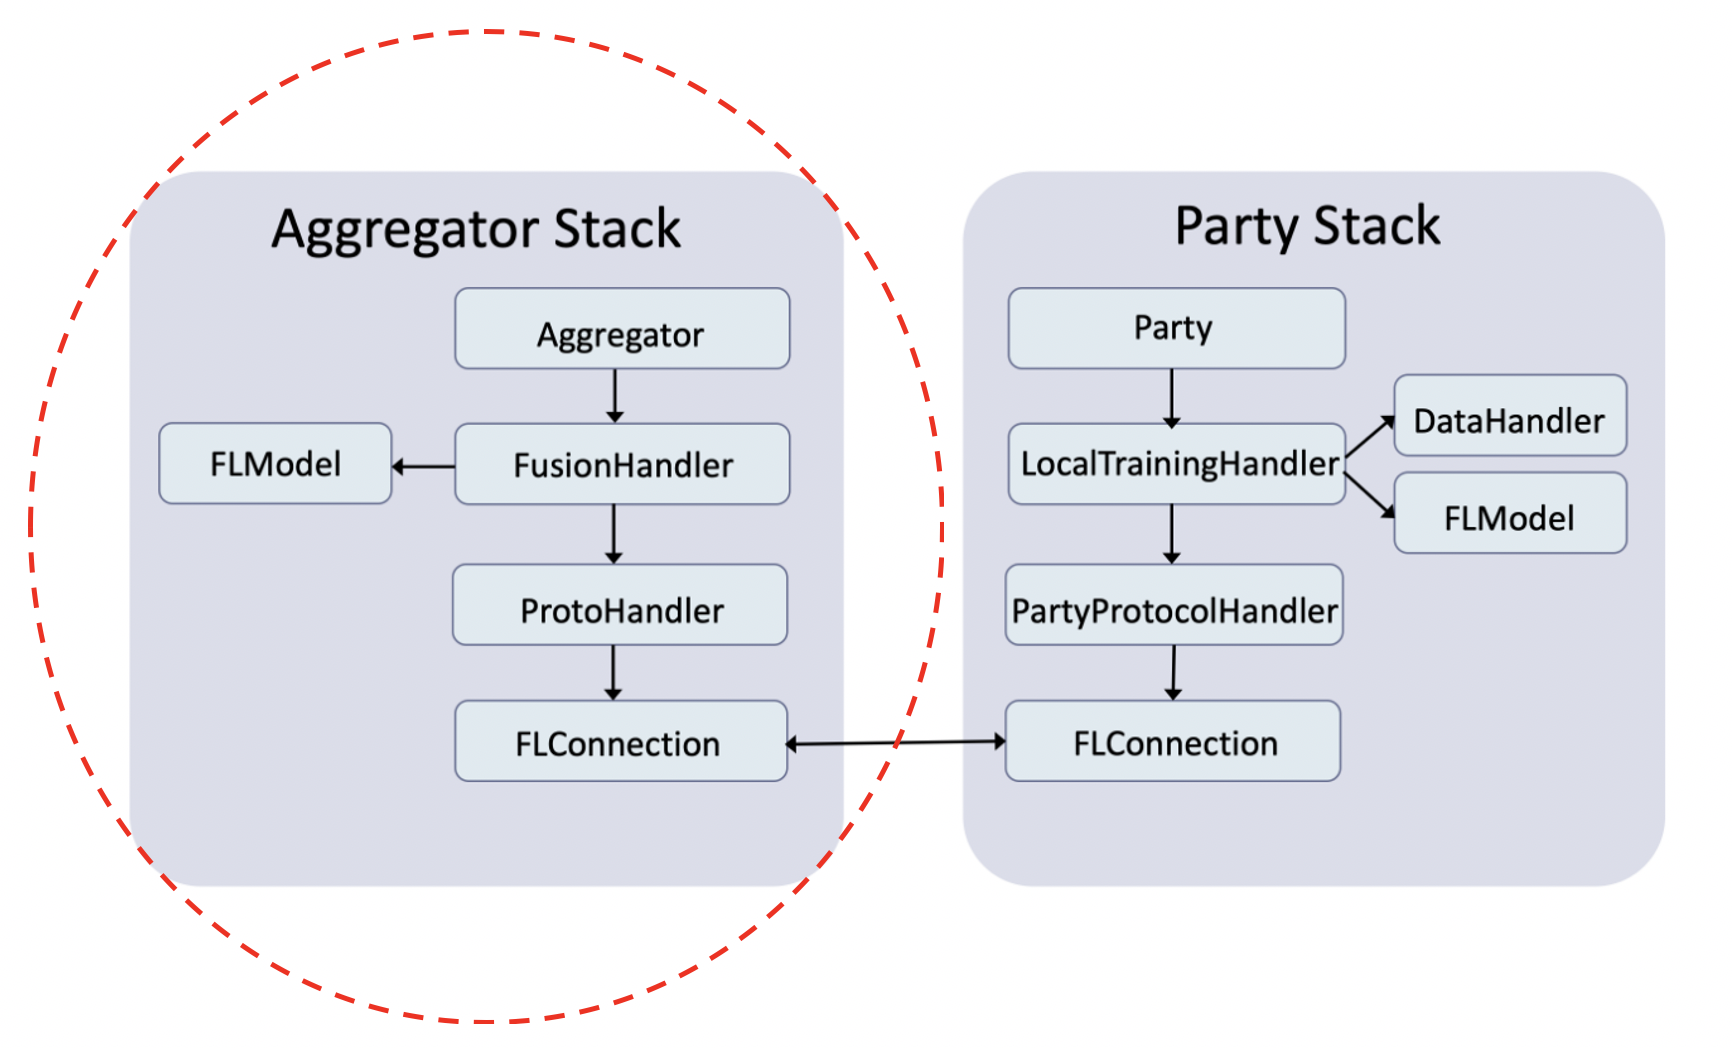 Aggregator Stack
Aggregator
FLModel
FusionHandler
ProtoHandler
FLConnection
Party Stack
Party
LocalTrainingHandler
DataHandler
FLModel
PartyProtocolHandler
FLConnection